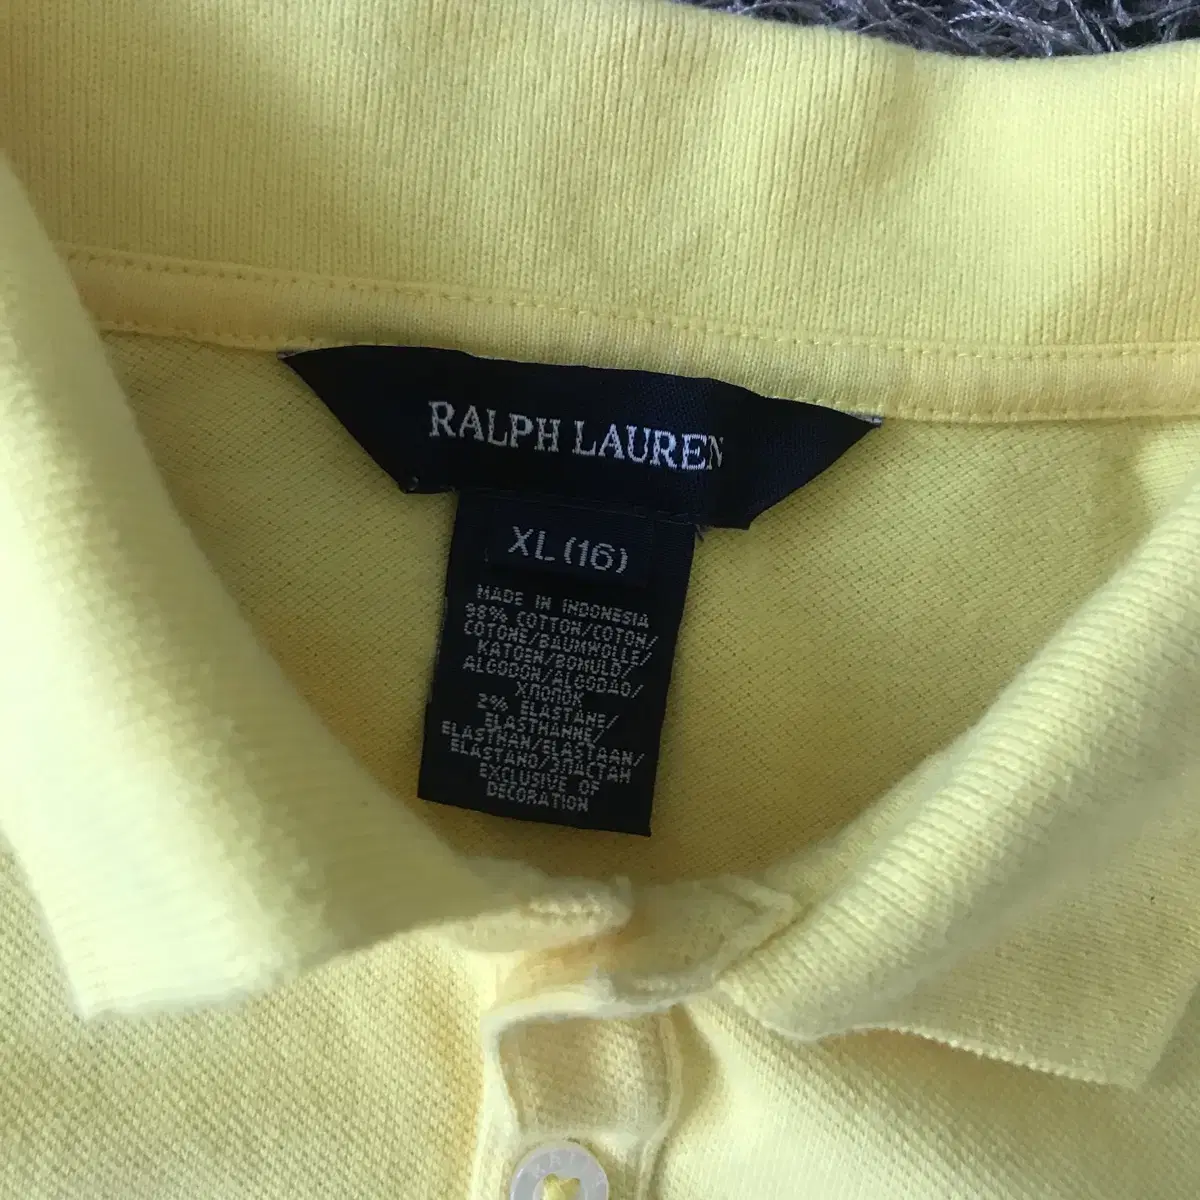 RALPH LAUREN
XL (16)
MADE IN INDONESIA
98% COTTON/COTON/
COTONE/BAUMWOLLE/
KATOEN/BOMULD/
ALGODON/ALGODAO/
ХЛОПОК
2% ELASTANE/
ELASTHANNE/
ELASTHAN/ELASTAAN/
ELASTANO/ЭЛАСТАН
EXCLUSIVE OF
DECORATION